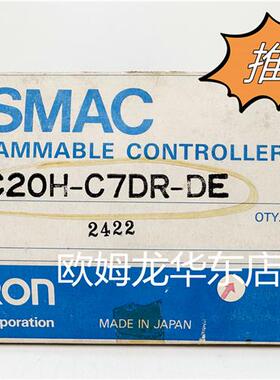 推
SMAC
AMMABLE CONTROLLER
C20H-C7DR-DE
QTY.
2422
欧姆龙华东店
ron
orporation
MADE IN JAPAN